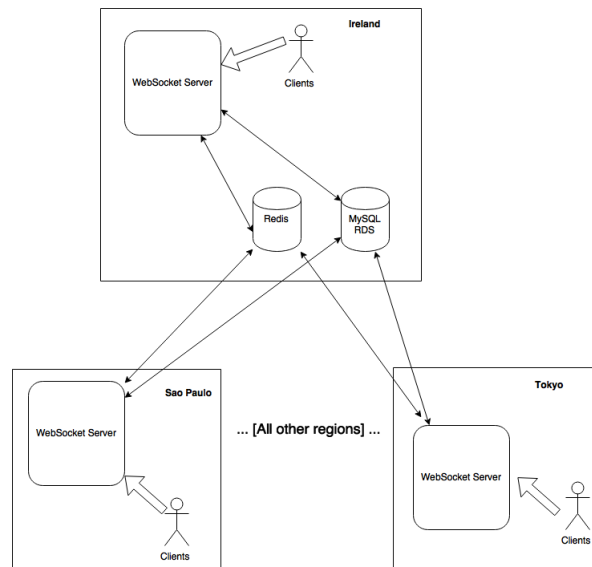 Ireland
WebSocket Server
Clients
Redis
MySQL
RDS
Sao Paulo
WebSocket Server
Clients
... [All other regions] ...
Tokyo
WebSocket Server
Clients